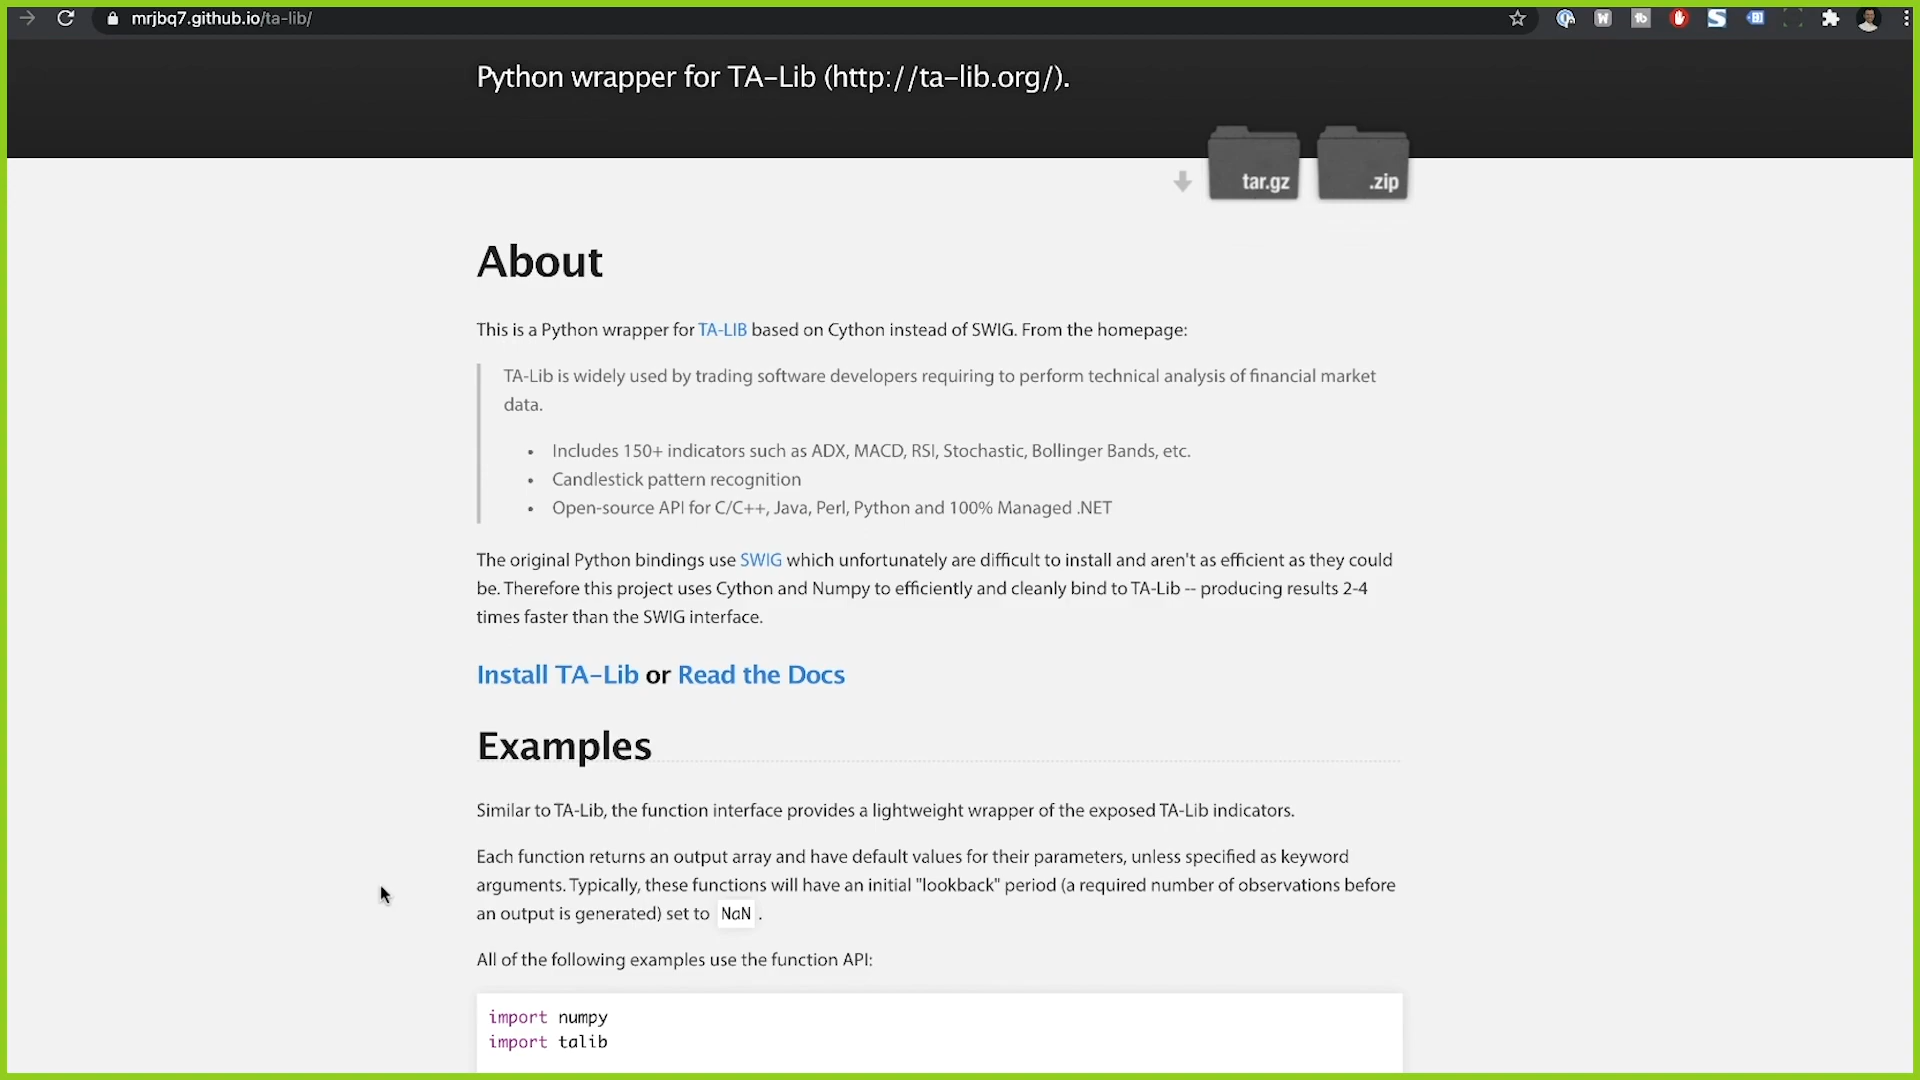 mrjbq7.github.io/ta-lib/
Python wrapper for TA-Lib (http://ta-lib.org/).
tar.gz
.zip
About
This is a Python wrapper for TA-LIB based on Cython instead of SWIG. From the homepage:
TA-Lib is widely used by trading software developers requiring to perform technical analysis of financial market
data.
• Includes 150+ indicators such as ADX, MACD, RSI, Stochastic, Bollinger Bands, etc.
• Candlestick pattern recognition
• Open-source API for C/C++, Java, Perl, Python and 100% Managed .NET
The original Python bindings use SWIG which unfortunately are difficult to install and aren't as efficient as they could
be. Therefore this project uses Cython and Numpy to efficiently and cleanly bind to TA-Lib -- producing results 2-4
times faster than the SWIG interface.
Install TA-Lib or Read the Docs
Examples
Similar to TA-Lib, the function interface provides a lightweight wrapper of the exposed TA-Lib indicators.
Each function returns an output array and have default values for their parameters, unless specified as keyword
arguments. Typically, these functions will have an initial "lookback" period (a required number of observations before
an output is generated) set to NaN .
All of the following examples use the function API:
import numpy
import talib